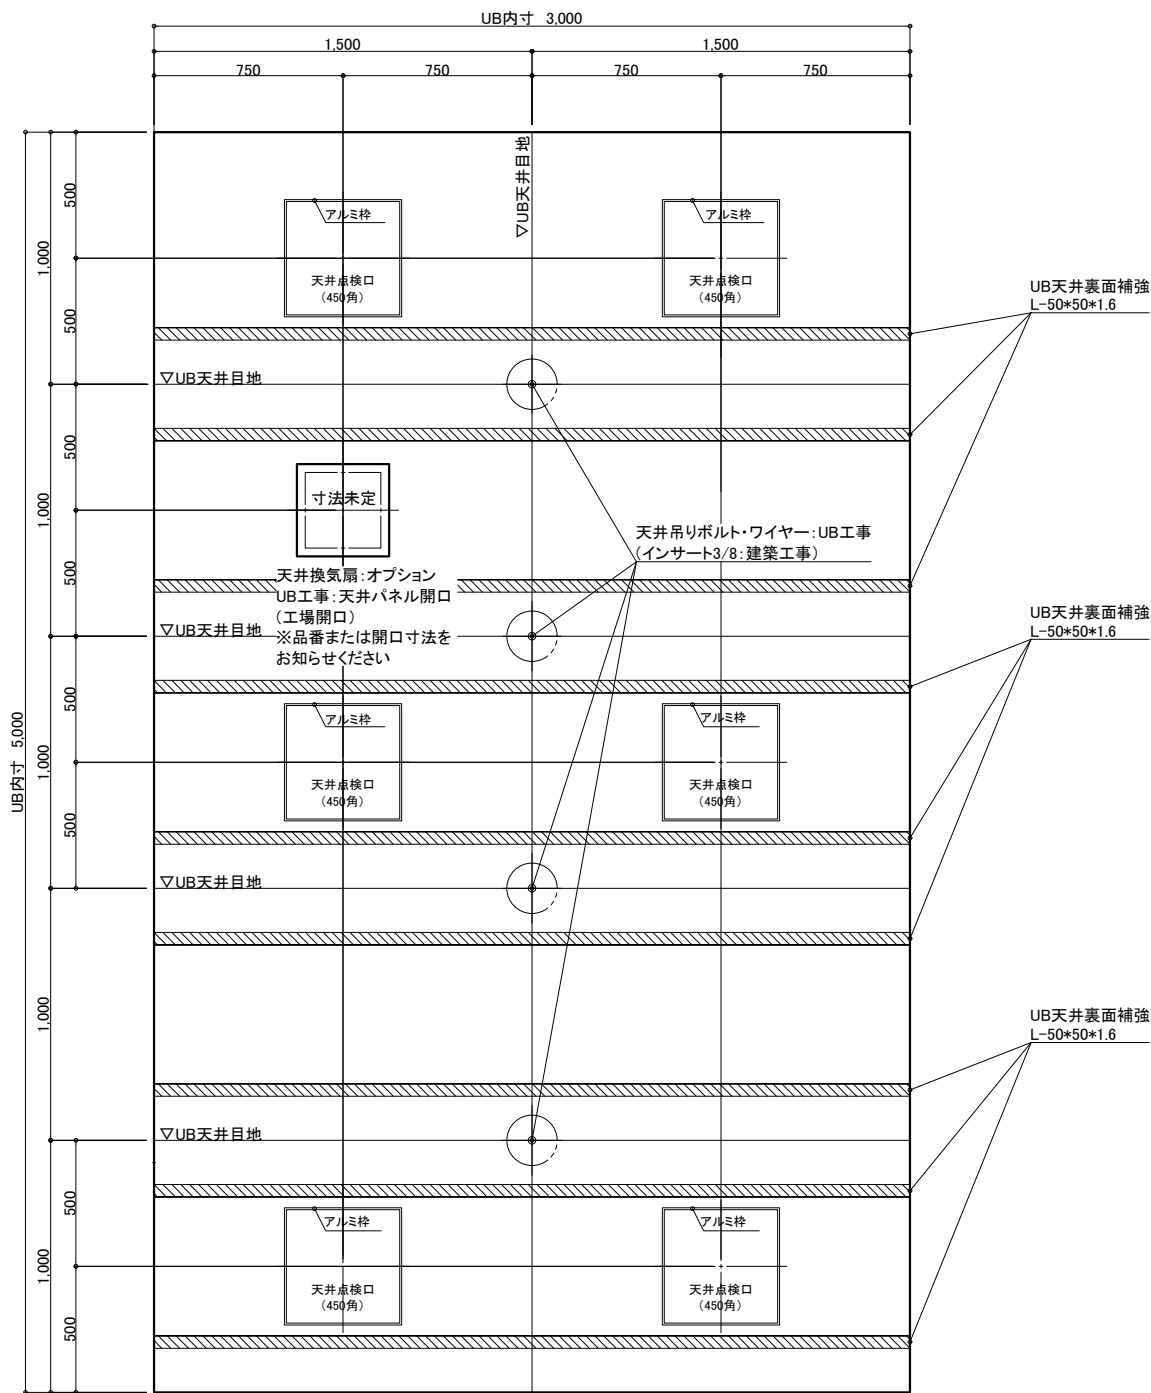 UB内寸 3,000
1,500
1,500
750
750
750
750
▽UB天井目地
UB内寸 5,000
1,000
1,000
1,000
1,000
1,000
500
500
500
500
500
500
500
500
アルミ枠
天井点検口
(450角)
アルミ枠
天井点検口
(450角)
UB天井裏面補強
L-50*50*1.6
▽UB天井目地
寸法未定
天井吊りボルト・ワイヤー:UB工事
(インサート3/8:建築工事)
天井換気扇:オプション
UB工事:天井パネル開口
(工場開口)
※品番または開口寸法を
お知らせください
▽UB天井目地
UB天井裏面補強
L-50*50*1.6
アルミ枠
天井点検口
(450角)
アルミ枠
天井点検口
(450角)
▽UB天井目地
UB天井裏面補強
L-50*50*1.6
▽UB天井目地
アルミ枠
天井点検口
(450角)
アルミ枠
天井点検口
(450角)